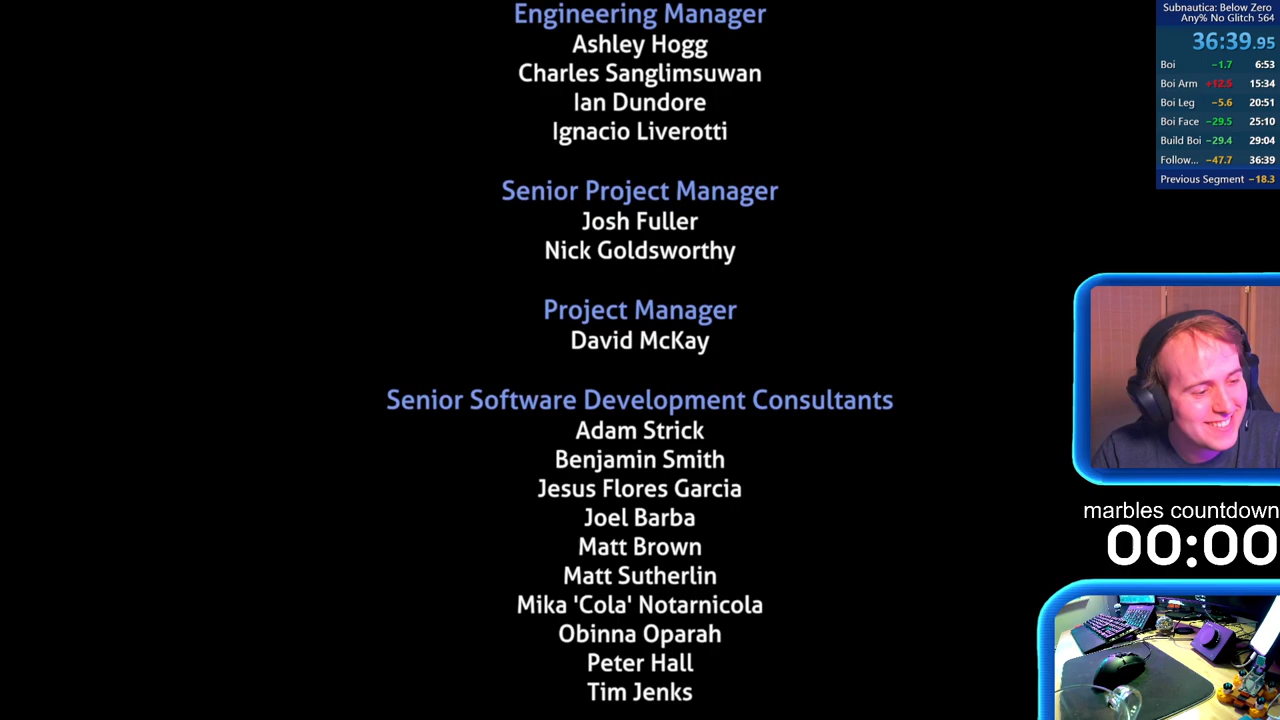 Engineering Manager
Ashley Hogg
Charles Sanglimsuwan
Ian Dundore
Ignacio Liverotti
Senior Project Manager
Josh Fuller
Nick Goldsworthy
Project Manager
David McKay
Senior Software Development Consultants
Adam Strick
Benjamin Smith
Jesus Flores Garcia
Joel Barba
Matt Brown
Matt Sutherlin
Mika 'Cola' Notarnicola
Obinna Oparah
Peter Hall
Tim Jenks
Subnautica: Below Zero
Any% No Glitch 564
36:39.95
Boi −1.7 6:53
Boi Arm +12.5 15:34
Boi Leg −5.6 20:51
Boi Face −29.5 25:10
Build Boi −29.4 29:04
Follow... −47.7 36:39
Previous Segment −18.3
marbles countdown
00:00